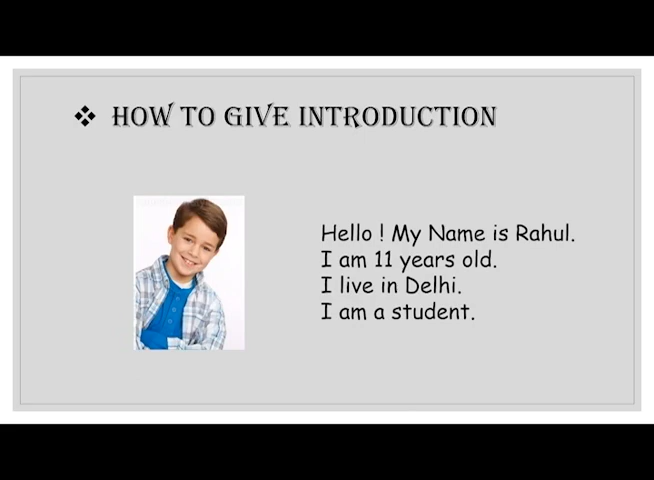 HOW TO GIVE INTRODUCTION
Hello ! My Name is Rahul.
I am 11 years old.
I live in Delhi.
I am a student.